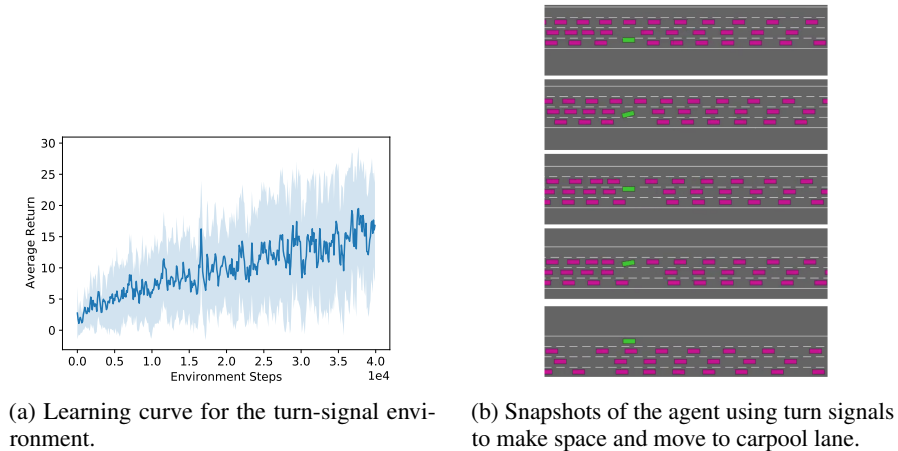 30
25
20
15
10
5
0
Average Return
0.0 0.5 1.0 1.5 2.0 2.5 3.0 3.5 4.0
1e4
Environment Steps
(a) Learning curve for the turn-signal envi-
ronment.
(b) Snapshots of the agent using turn signals
to make space and move to carpool lane.